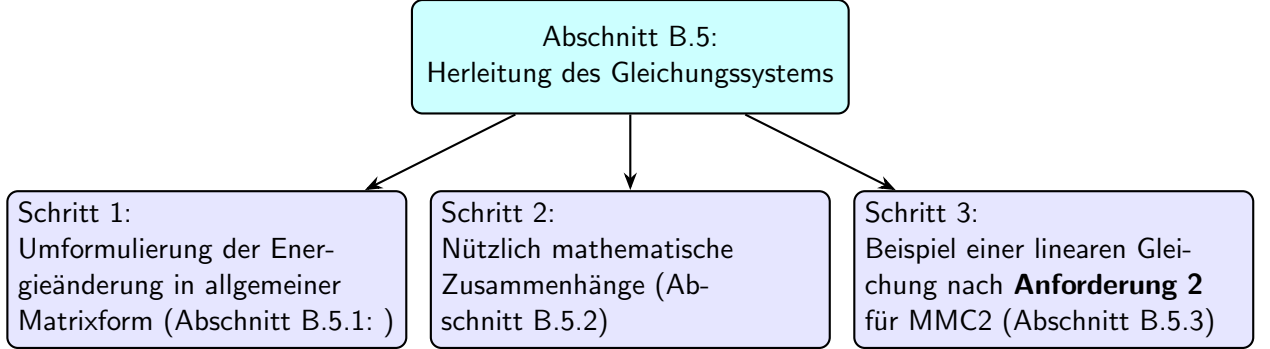 Abschnitt B.5:
Herleitung des Gleichungssystems
Schritt 1:
Umformulierung der Ener-
gieänderung in allgemeiner
Matrixform (Abschnitt B.5.1: )
Schritt 2:
Nützlich mathematische
Zusammenhänge (Ab-
schnitt B.5.2)
Schritt 3:
Beispiel einer linearen Glei-
chung nach Anforderung 2
für MMC2 (Abschnitt B.5.3)